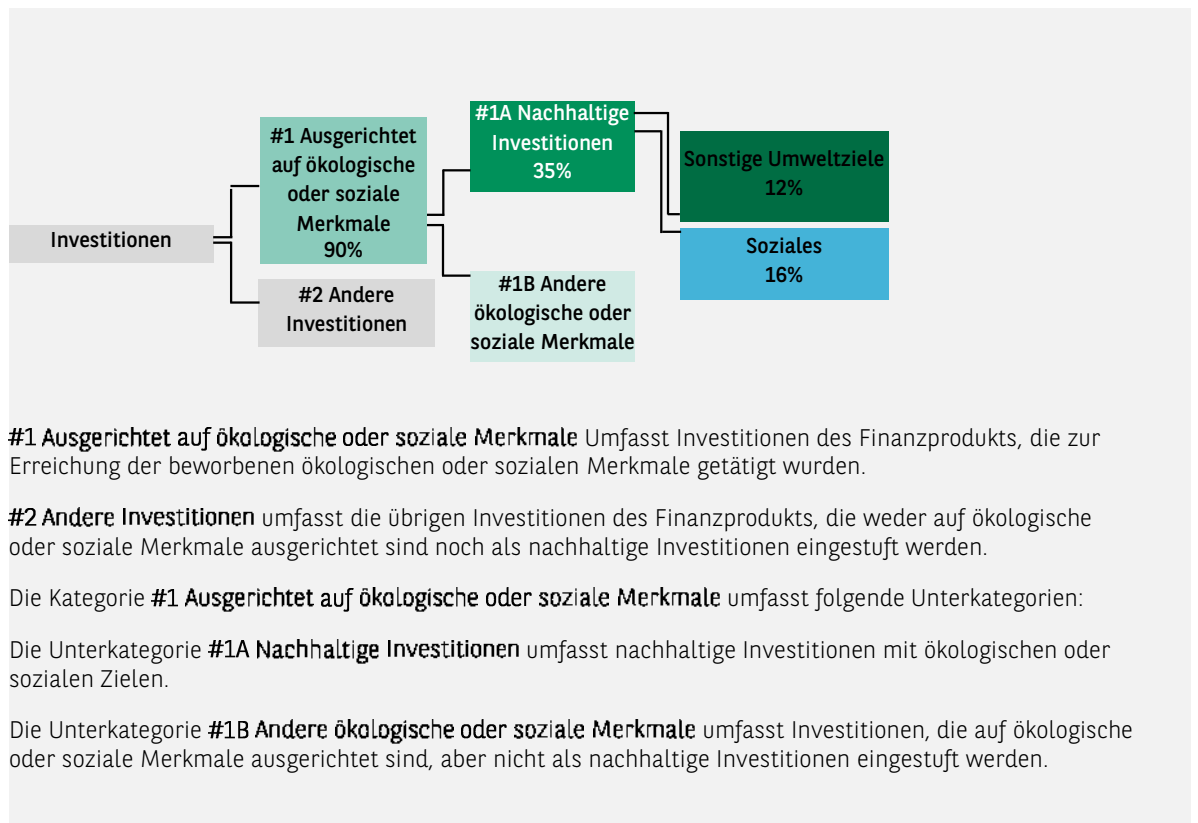 #1A Nachhaltige
Investitionen
35%
#1 Ausgerichtet
auf ökologische
oder soziale
Merkmale
90%
Sonstige Umweltziele
12%
Investitionen
Soziales
16%
#2 Andere
Investitionen
#1B Andere
ökologische oder
soziale Merkmale
#1 Ausgerichtet auf ökologische oder soziale Merkmale Umfasst Investitionen des Finanzprodukts, die zur
Erreichung der beworbenen ökologischen oder sozialen Merkmale getätigt wurden.
#2 Andere Investitionen umfasst die übrigen Investitionen des Finanzprodukts, die weder auf ökologische
oder soziale Merkmale ausgerichtet sind noch als nachhaltige Investitionen eingestuft werden.
Die Kategorie #1 Ausgerichtet auf ökologische oder soziale Merkmale umfasst folgende Unterkategorien:
Die Unterkategorie #1A Nachhaltige Investitionen umfasst nachhaltige Investitionen mit ökologischen oder
sozialen Zielen.
Die Unterkategorie #1B Andere ökologische oder soziale Merkmale umfasst Investitionen, die auf ökologische
oder soziale Merkmale ausgerichtet sind, aber nicht als nachhaltige Investitionen eingestuft werden.